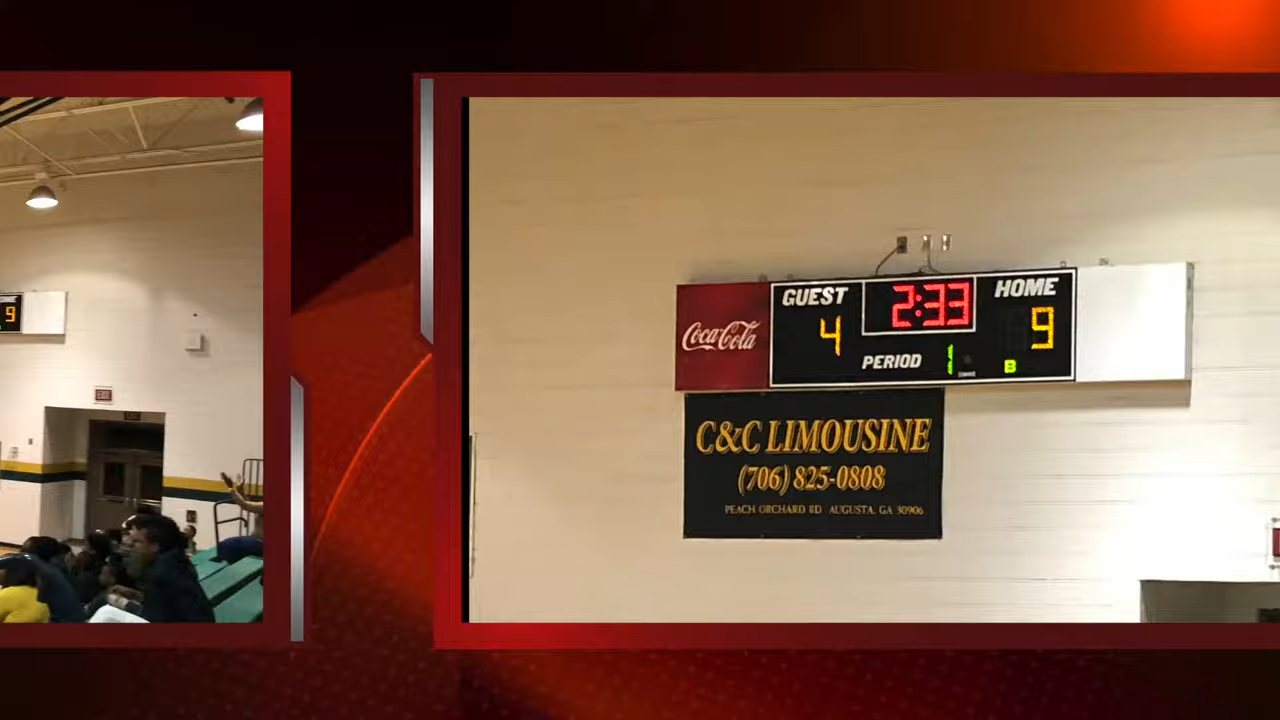 9
EXIT
Coca-Cola
GUEST
2:33
HOME
4
9
PERIOD
1
B
C&C LIMOUSINE
(706) 825-0808
PEACH ORCHARD RD AUGUSTA, GA 30906